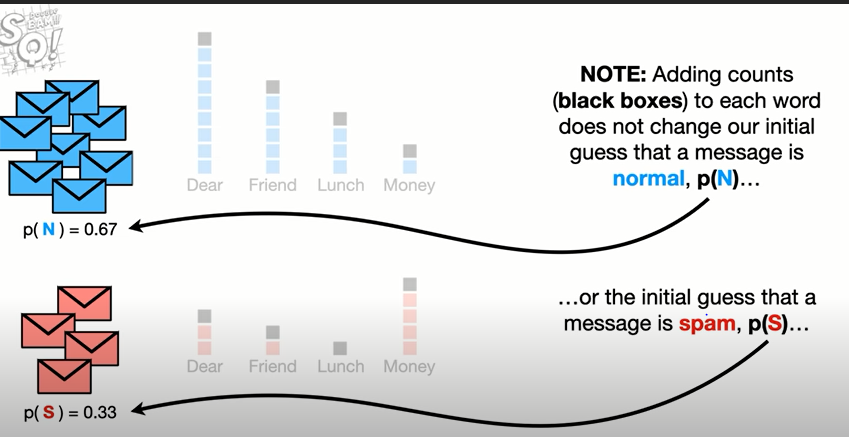 SQ!
NOTE: Adding counts
(black boxes) to each word
does not change our initial
guess that a message is
normal, p(N)…
Dear Friend Lunch Money
p( N ) = 0.67
…or the initial guess that a
message is spam, p(S)…
Dear Friend Lunch Money
p( S ) = 0.33